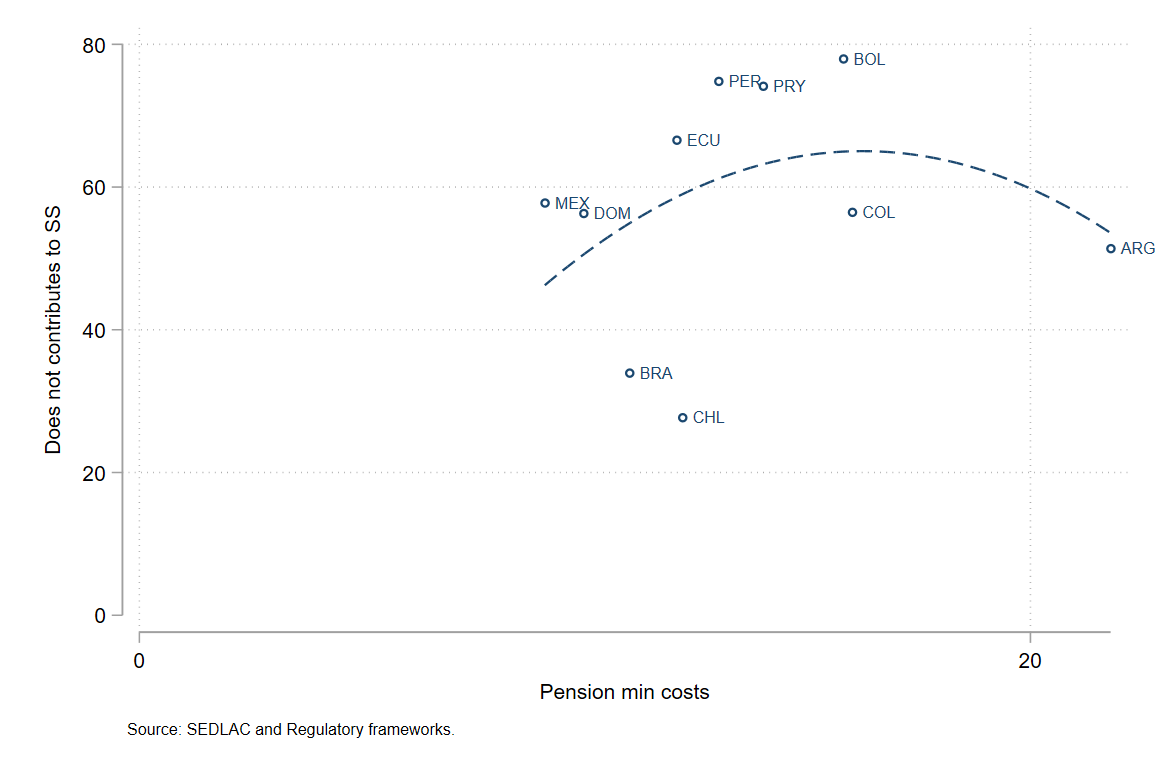 80
BOL
PER
PRY
ECU
60
MEX
DOM
COL
ARG
Does not contributes to SS
40
BRA
CHL
20
0
0
20
Pension min costs
Source: SEDLAC and Regulatory frameworks.